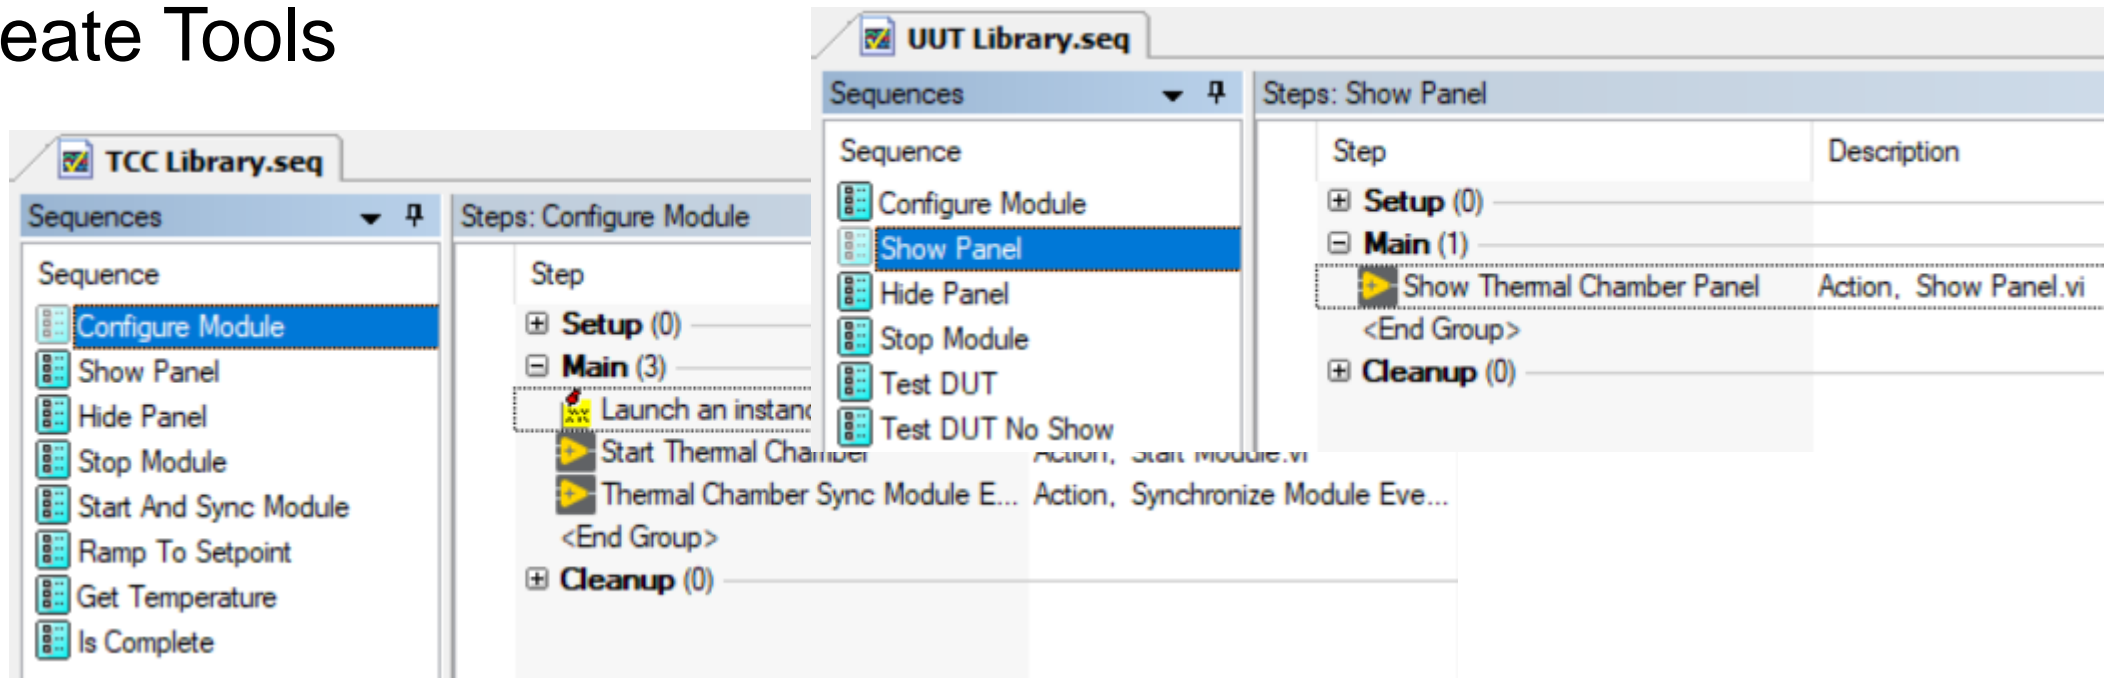 eate Tools
TCC Library.seq
Sequences
Steps: Configure Module
Sequence
Configure Module
Show Panel
Hide Panel
Stop Module
Start And Sync Module
Ramp To Setpoint
Get Temperature
Is Complete
Step
Setup (0)
Main (3)
Launch an instanc
Start Thermal Chamber Action, Start Module.vi
Thermal Chamber Sync Module E... Action, Synchronize Module Eve...
<End Group>
Cleanup (0)
UUT Library.seq
Sequences
Steps: Show Panel
Sequence
Configure Module
Show Panel
Hide Panel
Stop Module
Test DUT
Test DUT No Show
Step Description
Setup (0)
Main (1)
Show Thermal Chamber Panel Action, Show Panel.vi
<End Group>
Cleanup (0)